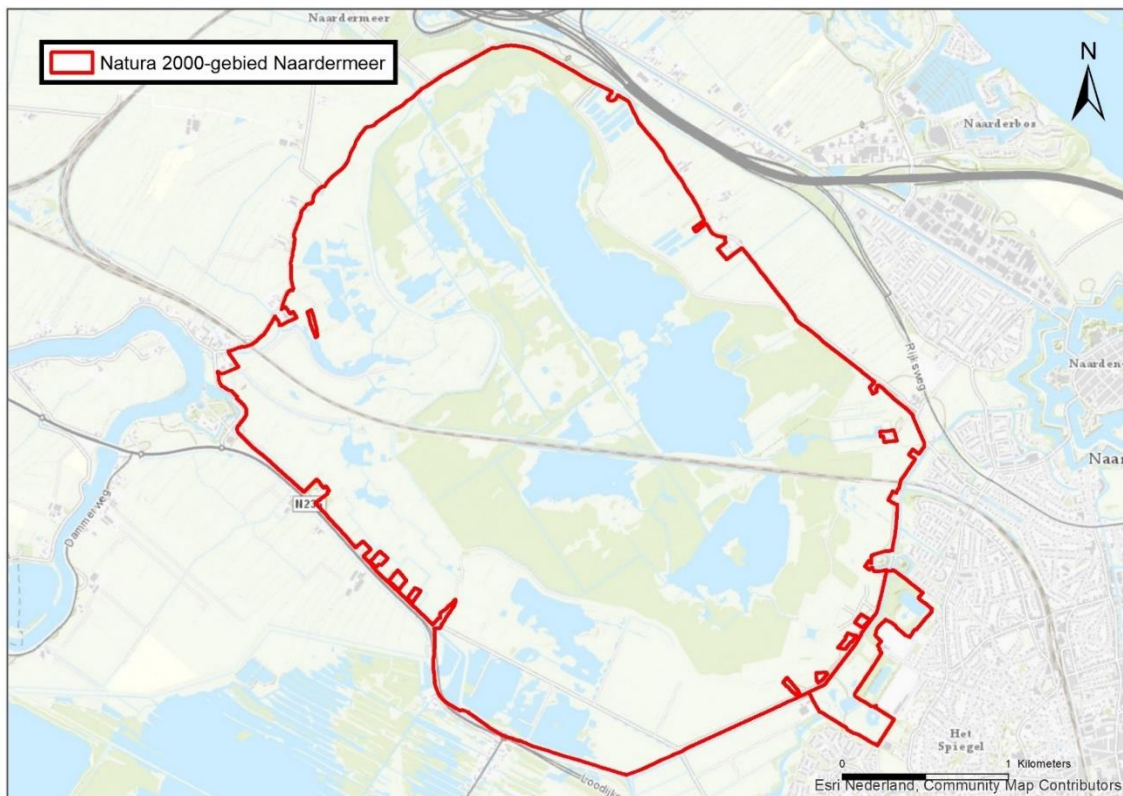 Naardermeer
Natura 2000-gebied Naardermeer
N
Naarderbos
Rijksweg
Naarden
Naar
Dammerweg
N23
Het
Spiegel
0 1 Kilometers
Loodijk
Esri Nederland, Community Map Contributors